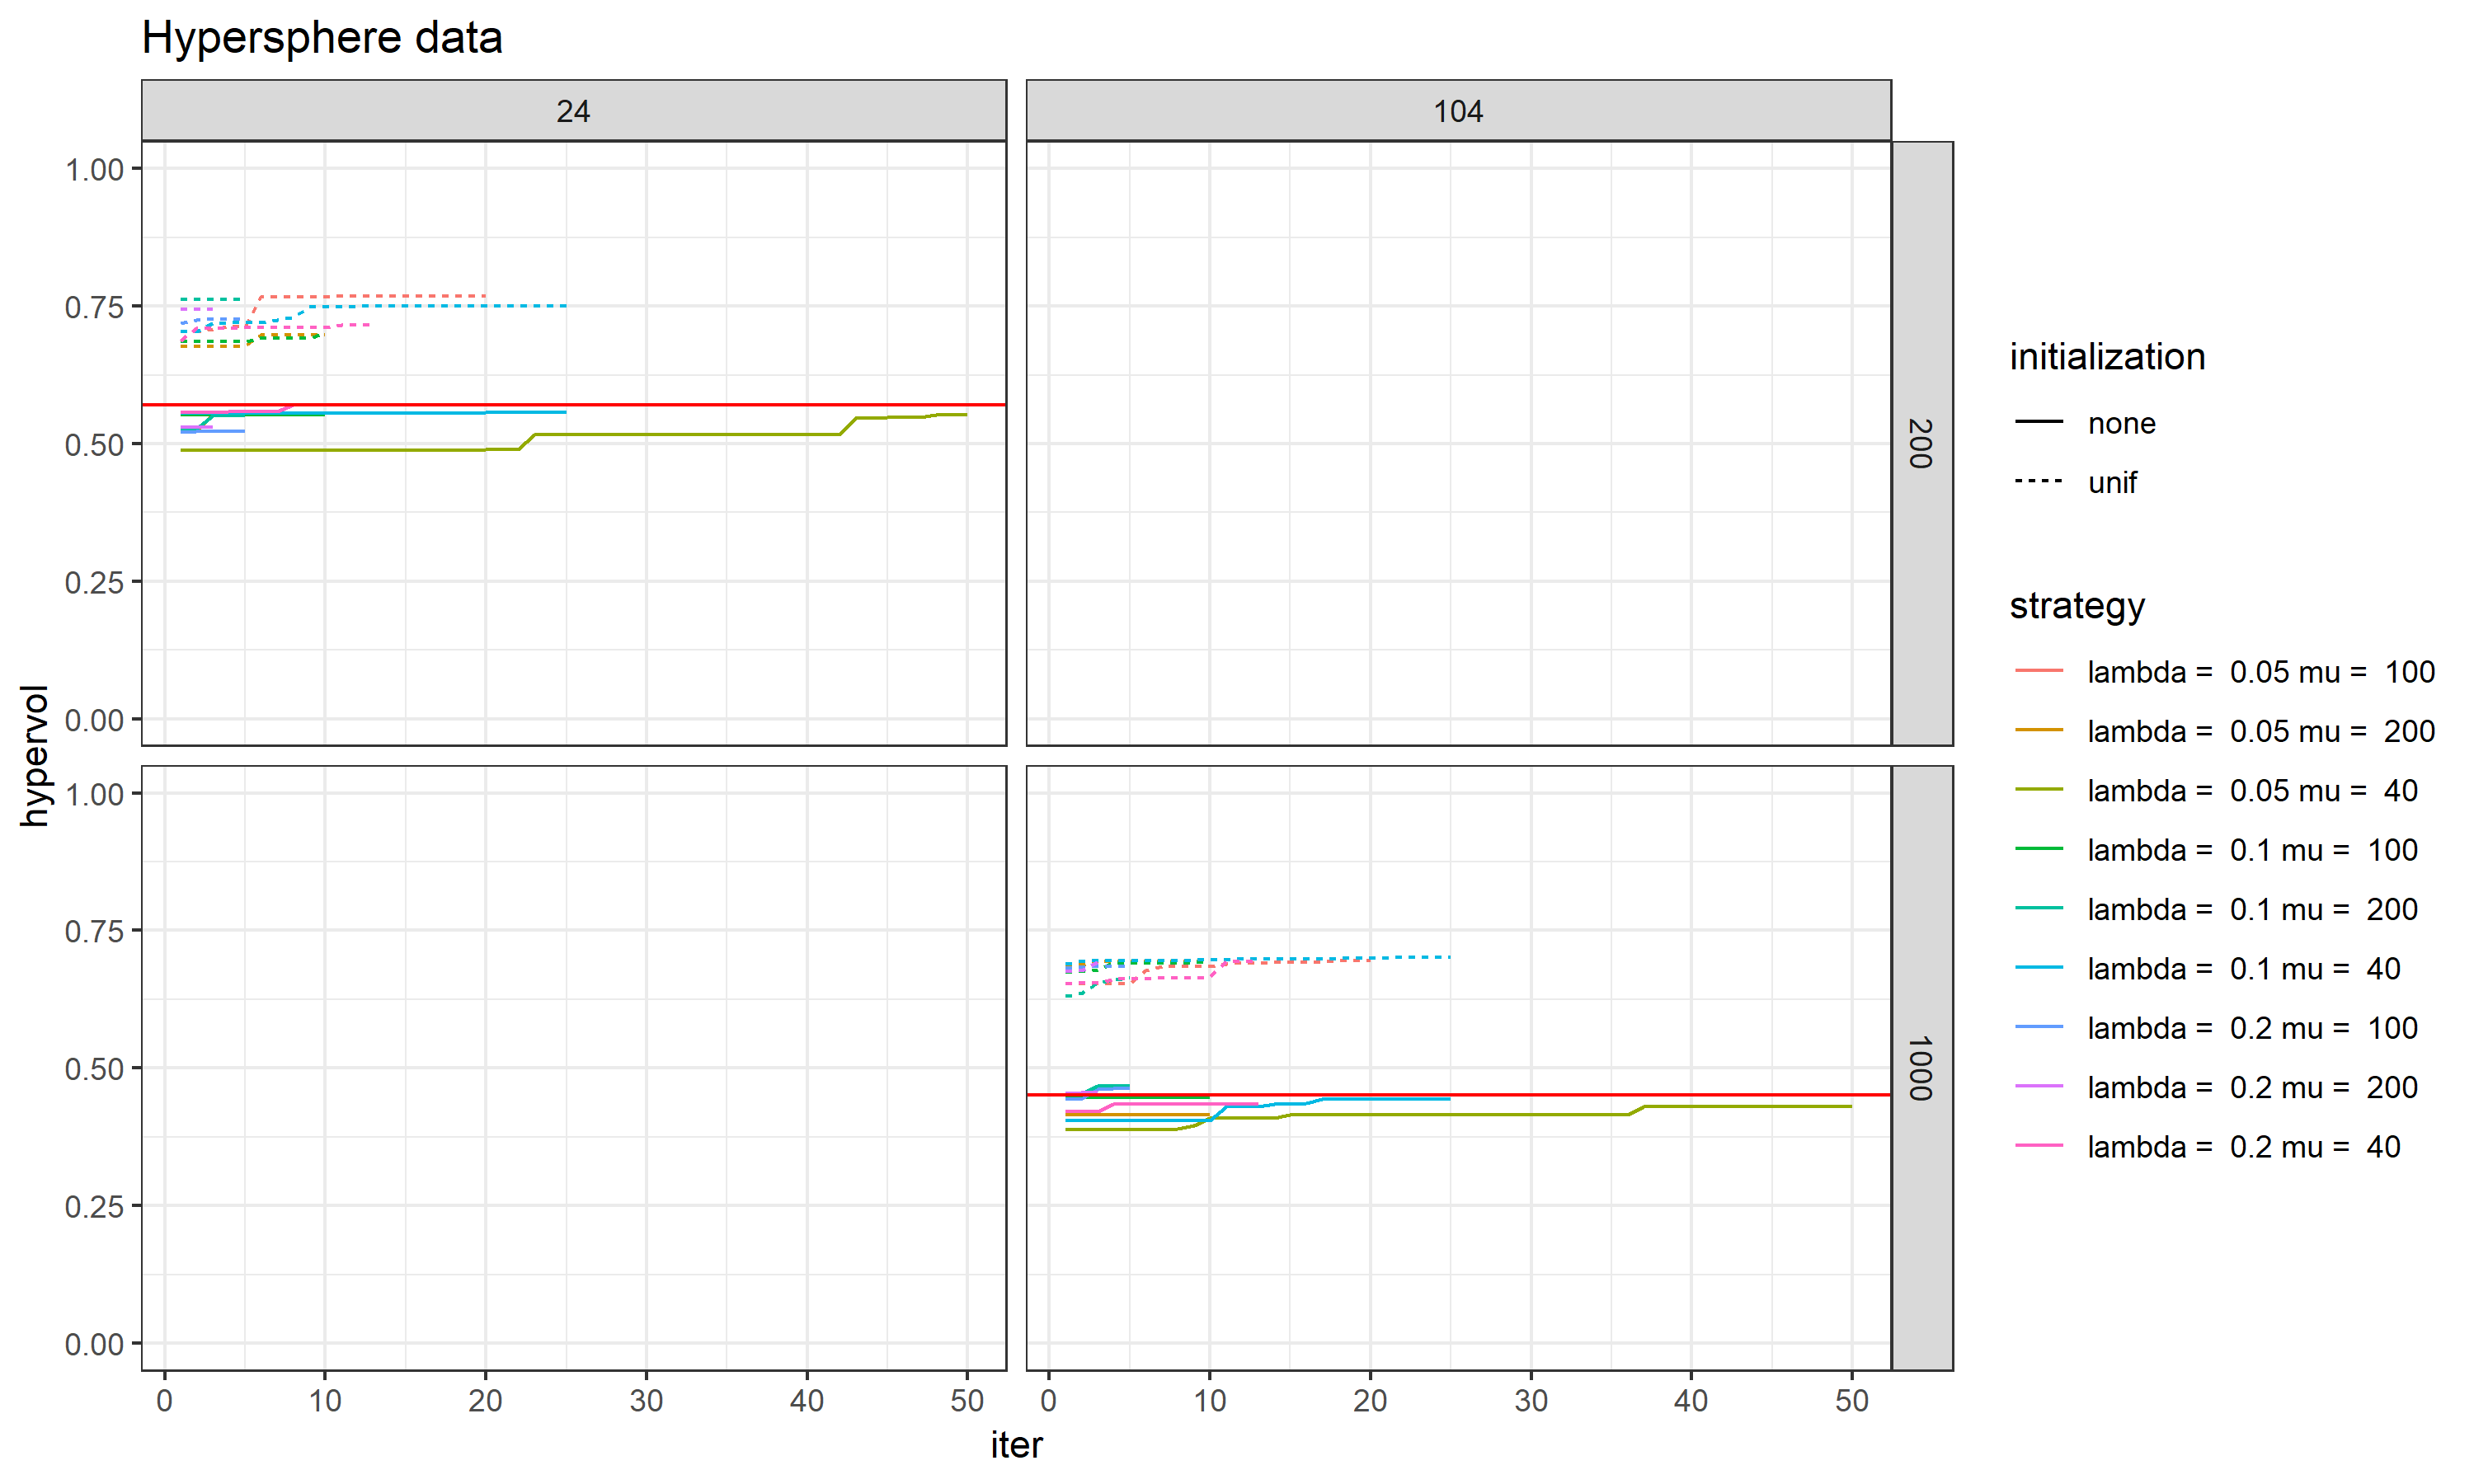 Hypersphere data
24
104
1.00
0.75
0.50
0.25
0.00
200
1.00
0.75
0.50
0.25
0.00
1000
hypervol
0 10 20 30 40 50
0 10 20 30 40 50
iter
initialization
none
unif
strategy
lambda = 0.05 mu = 100
lambda = 0.05 mu = 200
lambda = 0.05 mu = 40
lambda = 0.1 mu = 100
lambda = 0.1 mu = 200
lambda = 0.1 mu = 40
lambda = 0.2 mu = 100
lambda = 0.2 mu = 200
lambda = 0.2 mu = 40